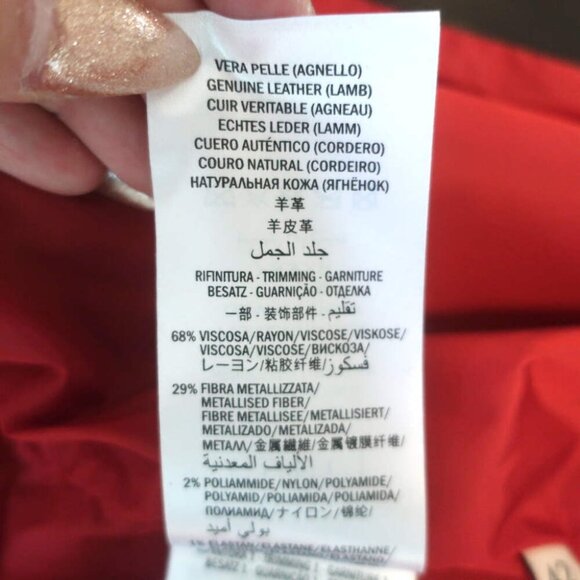 VERA PELLE (AGNELLO)
GENUINE LEATHER (LAMB)
CUIR VERITABLE (AGNEAU)
ECHTES LEDER (LAMM)
CUERO AUTÉNTICO (CORDERO)
COURO NATURAL (CORDEIRO)
НАТУРАЛЬНАЯ КОЖА (ЯГНЁНОК)
羊革
羊皮革
جلد الجمل
RIFINITURA - TRIMMING - GARNITURE
BESATZ - GUARNIÇÃO - ОТДЕЛКА
一部 - 装饰部件 - تقليم
68% VISCOSA/RAYON/VISCOSE/VISKOSE/
VISCOSA/VISCOSE/ВИСКОЗА/
レーヨン/粘胶纤维/فسكوز
29% FIBRA METALLIZZATA/
METALLISED FIBER/
FIBRE METALLISEE/METALLISIERT/
METALIZADO/METALIZADA/
МЕТАЛЛ/金属繊維/金属镀膜纤维/
الألياف المعدنية
2% POLIAMMIDE/NYLON/POLYAMIDE/
POLYAMID/POLIAMIDA/POLIAMIDA/
ПОЛИАМИД/ナイロン/锦纶/
بولي أميد
1% ELASTAN/ELASTANE/ELASTHANNE/
42